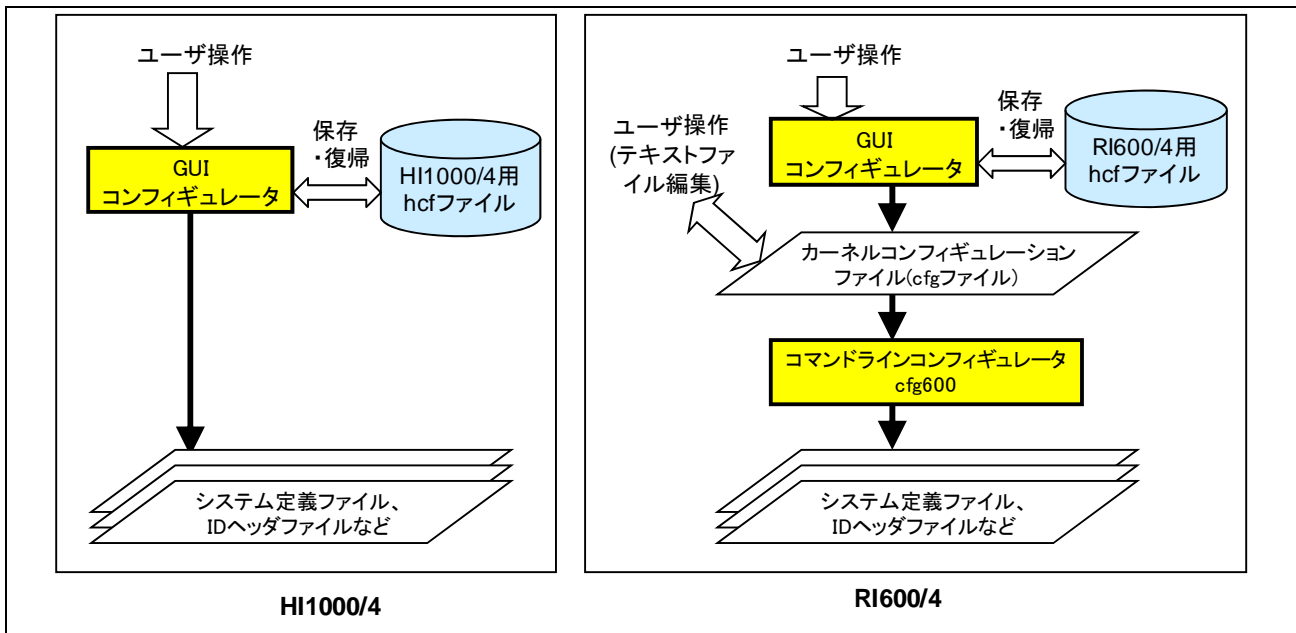 ユーザ操作
保存
・復帰
GUI
コンフィギュレータ
HI1000/4用
hcfファイル
システム定義ファイル、
IDヘッダファイルなど
HI1000/4
ユーザ操作
ユーザ操作
(テキストファ
イル編集)
保存
・復帰
GUI
コンフィギュレータ
RI600/4用
hcfファイル
カーネルコンフィギュレーション
ファイル(cfgファイル)
コマンドラインコンフィギュレータ
cfg600
システム定義ファイル、
IDヘッダファイルなど
RI600/4